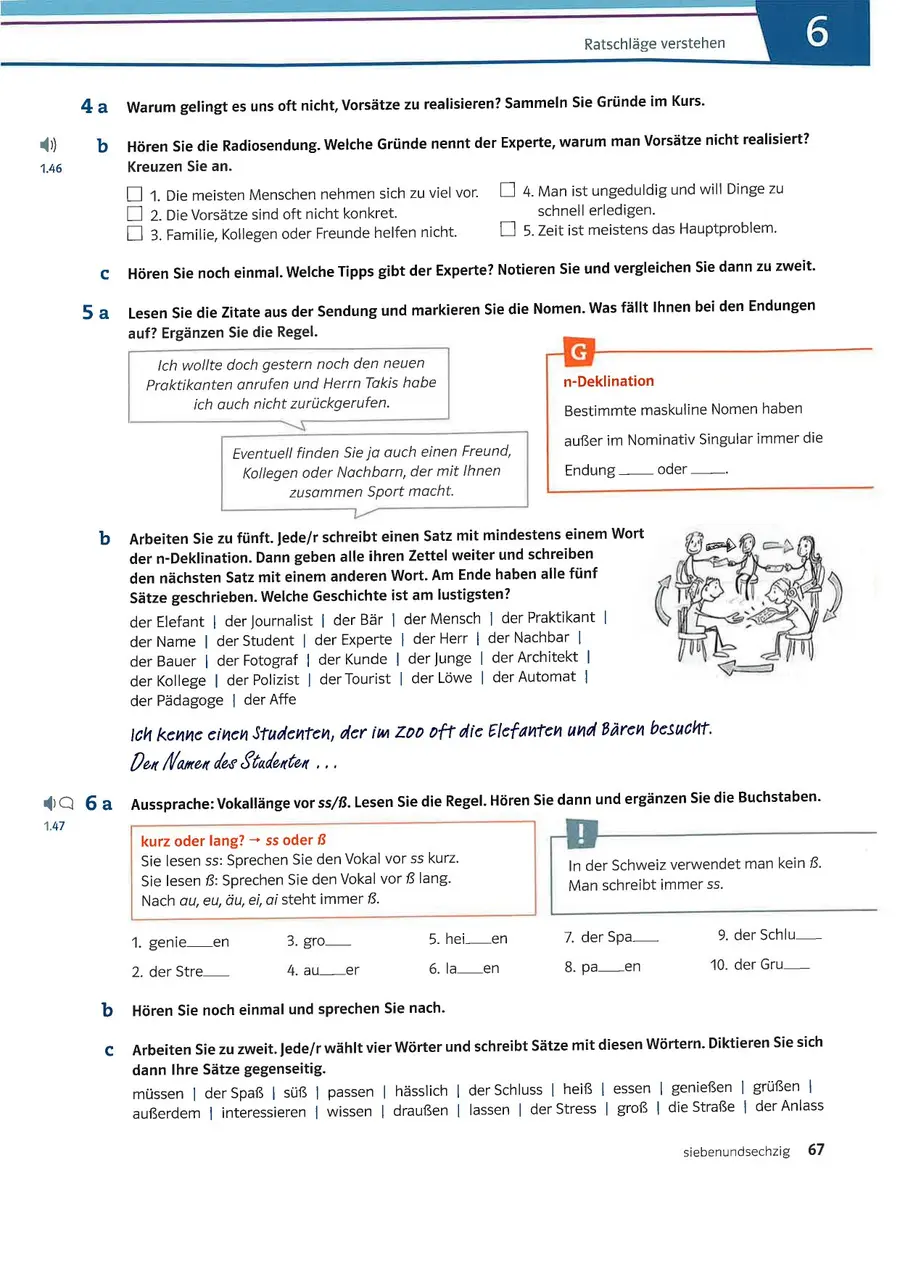 Ratschläge verstehen
6
4 a Warum gelingt es uns oft nicht, Vorsätze zu realisieren? Sammeln Sie Gründe im Kurs.
b Hören Sie die Radiosendung. Welche Gründe nennt der Experte, warum man Vorsätze nicht realisiert?
1.46 Kreuzen Sie an.
1. Die meisten Menschen nehmen sich zu viel vor.
2. Die Vorsätze sind oft nicht konkret.
3. Familie, Kollegen oder Freunde helfen nicht.
4. Man ist ungeduldig und will Dinge zu
schnell erledigen.
5. Zeit ist meistens das Hauptproblem.
c Hören Sie noch einmal. Welche Tipps gibt der Experte? Notieren Sie und vergleichen Sie dann zu zweit.
5 a Lesen Sie die Zitate aus der Sendung und markieren Sie die Nomen. Was fällt Ihnen bei den Endungen
auf? Ergänzen Sie die Regel.
Ich wollte doch gestern noch den neuen
Praktikanten anrufen und Herrn Takis habe
ich auch nicht zurückgerufen.
Eventuell finden Sie ja auch einen Freund,
Kollegen oder Nachbarn, der mit Ihnen
zusammen Sport macht.
G
n-Deklination
Bestimmte maskuline Nomen haben
außer im Nominativ Singular immer die
Endung ____ oder ____.
b Arbeiten Sie zu fünft. Jede/r schreibt einen Satz mit mindestens einem Wort
der n-Deklination. Dann geben alle ihren Zettel weiter und schreiben
den nächsten Satz mit einem anderen Wort. Am Ende haben alle fünf
Sätze geschrieben. Welche Geschichte ist am lustigsten?
der Elefant | der Journalist | der Bär | der Mensch | der Praktikant |
der Name | der Student | der Experte | der Herr | der Nachbar |
der Bauer | der Fotograf | der Kunde | der Junge | der Architekt |
der Kollege | der Polizist | der Tourist | der Löwe | der Automat |
der Pädagoge | der Affe
Ich kenne einen Studenten, der im Zoo oft die Elefanten und Bären besucht.
Den Namen des Studenten ...
6 a Aussprache: Vokallänge vor ss/ß. Lesen Sie die Regel. Hören Sie dann und ergänzen Sie die Buchstaben.
1.47
kurz oder lang? → ss oder ß
Sie lesen ss: Sprechen Sie den Vokal vor ss kurz.
Sie lesen ß: Sprechen Sie den Vokal vor ß lang.
Nach au, eu, äu, ei, ai steht immer ß.
!
In der Schweiz verwendet man kein ß.
Man schreibt immer ss.
1. genie____en 3. gro____ 5. hei____en 7. der Spa____ 9. der Schlu____
2. der Stre____ 4. au____er 6. la____en 8. pa____en 10. der Gru____
b Hören Sie noch einmal und sprechen Sie nach.
c Arbeiten Sie zu zweit. Jede/r wählt vier Wörter und schreibt Sätze mit diesen Wörtern. Diktieren Sie sich
dann Ihre Sätze gegenseitig.
müssen | der Spaß | süß | passen | hässlich | der Schluss | heiß | essen | genießen | grüßen |
außerdem | interessieren | wissen | draußen | lassen | der Stress | groß | die Straße | der Anlass
siebenundsechzig 67